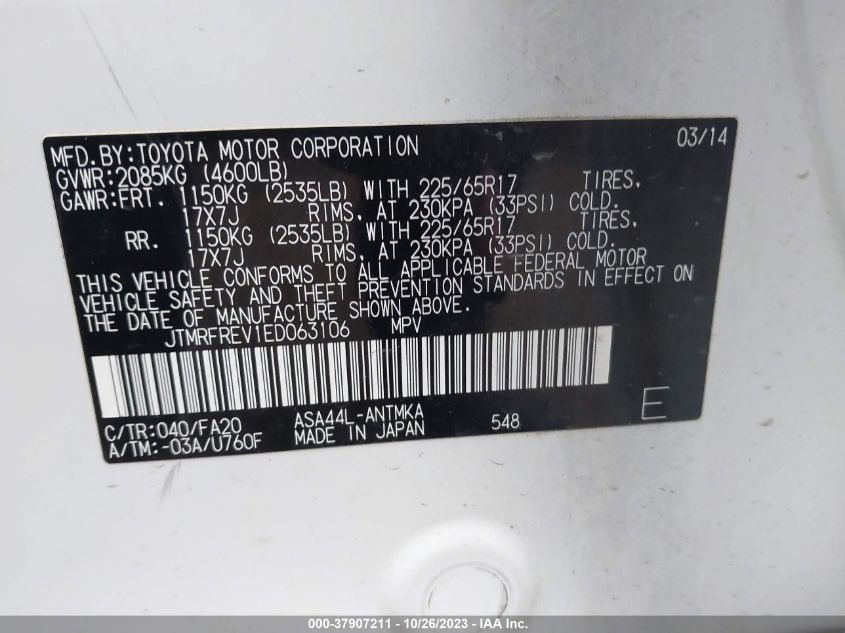 MFD.BY:TOYOTA MOTOR CORPORATION 03/14
GVWR:2085KG (4600LB)
GAWR:FRT. 1150KG (2535LB) WITH 225/65R17 TIRES,
17X7J RIMS, AT 230KPA (33PSI) COLD.
RR. 1150KG (2535LB) WITH 225/65R17 TIRES,
17X7J RIMS, AT 230KPA (33PSI) COLD.
THIS VEHICLE CONFORMS TO ALL APPLICABLE FEDERAL MOTOR
VEHICLE SAFETY AND THEFT PREVENTION STANDARDS IN EFFECT ON
THE DATE OF MANUFACTURE SHOWN ABOVE.
JTMRFREV1ED063106 MPV
C/TR:040/FA20 ASA44L-ANTMKA 548 E
A/TM:-03A/U760F MADE IN JAPAN
000-37907211 - 10/26/2023 - IAA Inc.